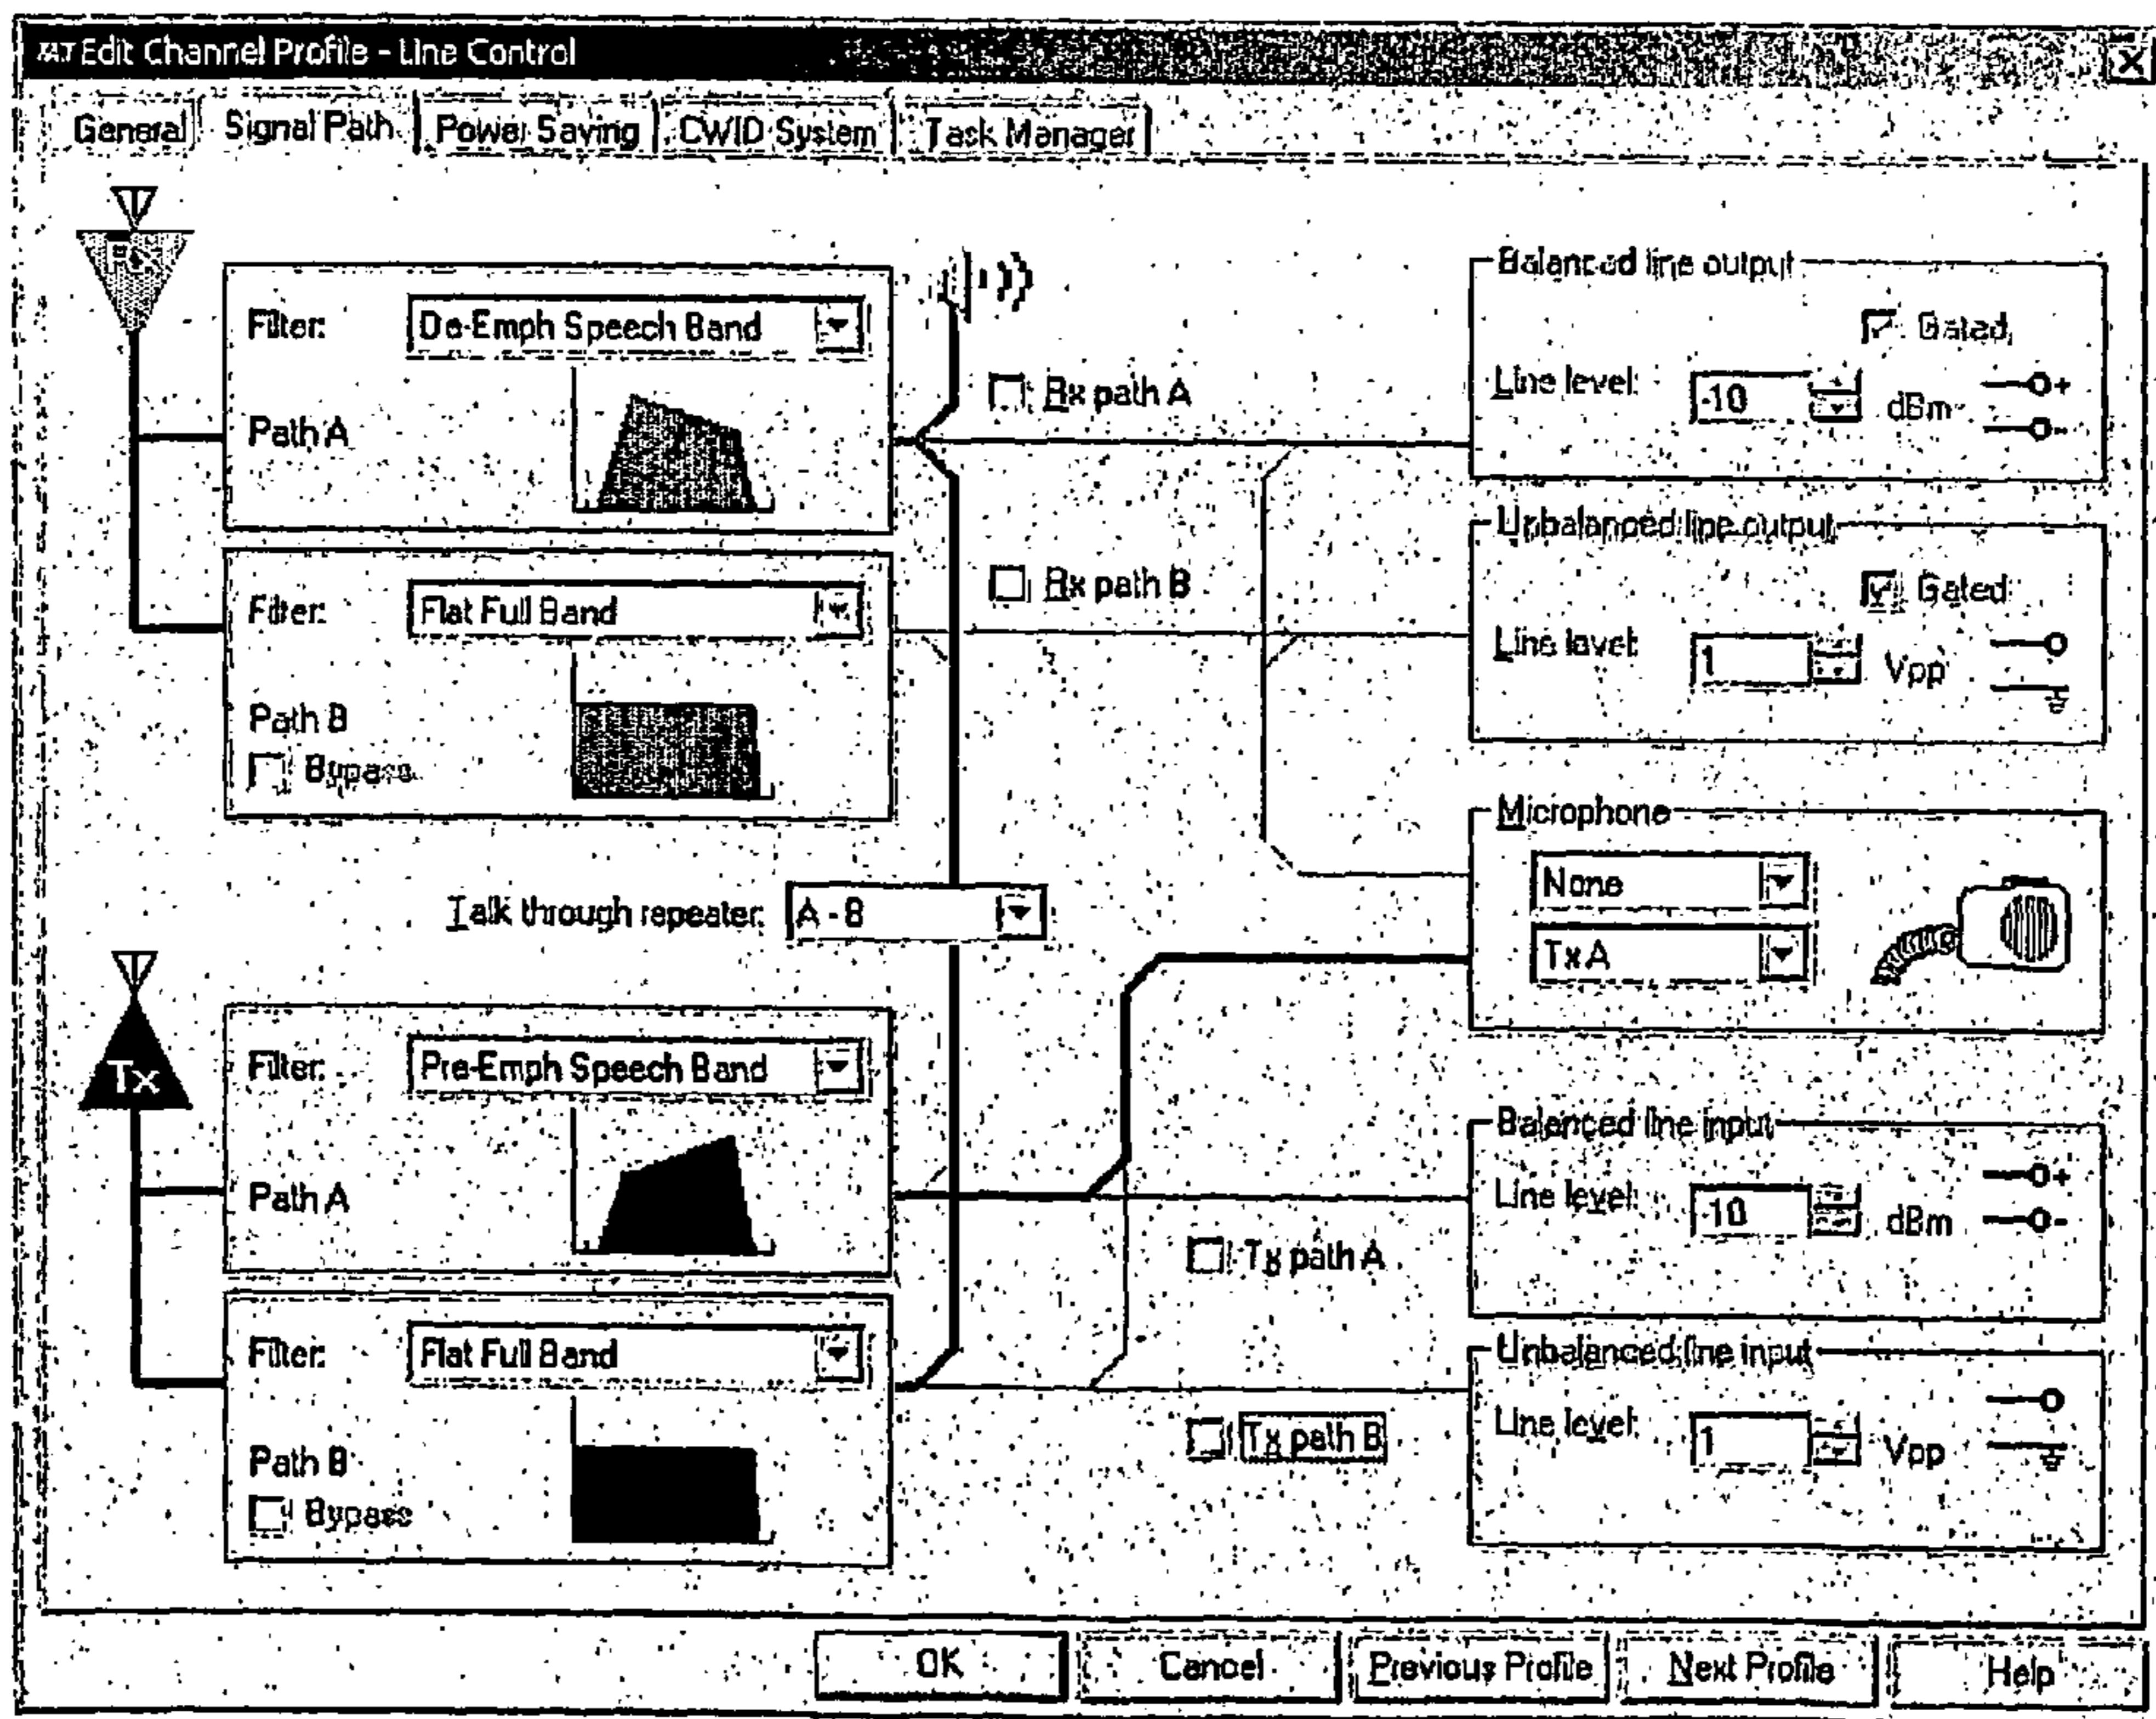 Edit Channel Profile - Line Control
General Signal Path Power Saving CWID System Task Manager
Rx
Filter: De-Emph Speech Band
Path A
Rx path A
Balanced line output
Gated
Line level: -10 dBm
Filter: Flat Full Band
Path B
Bypass
Rx path B
Unbalanced line output
Gated
Line level: 1 Vpp
Talk through repeater: A - B
Microphone
None
Tx A
Tx
Filter: Pre-Emph Speech Band
Path A
Tx path A
Balanced line input
Line level: -10 dBm
Filter: Flat Full Band
Path B
Bypass
Tx path B
Unbalanced line input
Line level: 1 Vpp
OK Cancel Previous Profile Next Profile Help